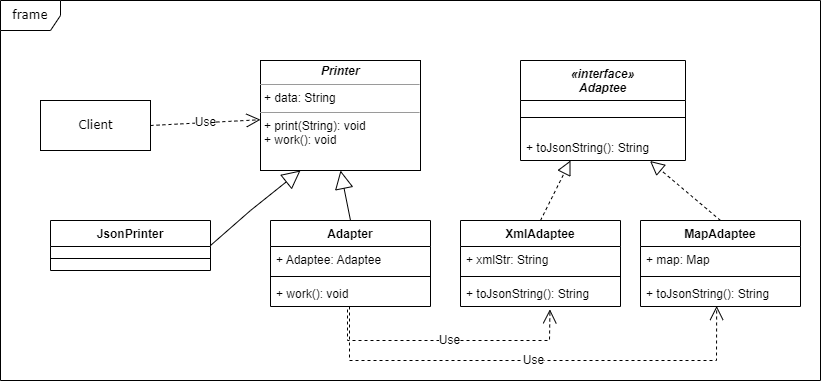 frame
Printer
+ data: String
+ print(String): void
+ work(): void
«interface»
Adaptee
+ toJsonString(): String
Client
Use
JsonPrinter
Adapter
+ Adaptee: Adaptee
+ work(): void
XmlAdaptee
+ xmlStr: String
+ toJsonString(): String
MapAdaptee
+ map: Map
+ toJsonString(): String
Use
Use